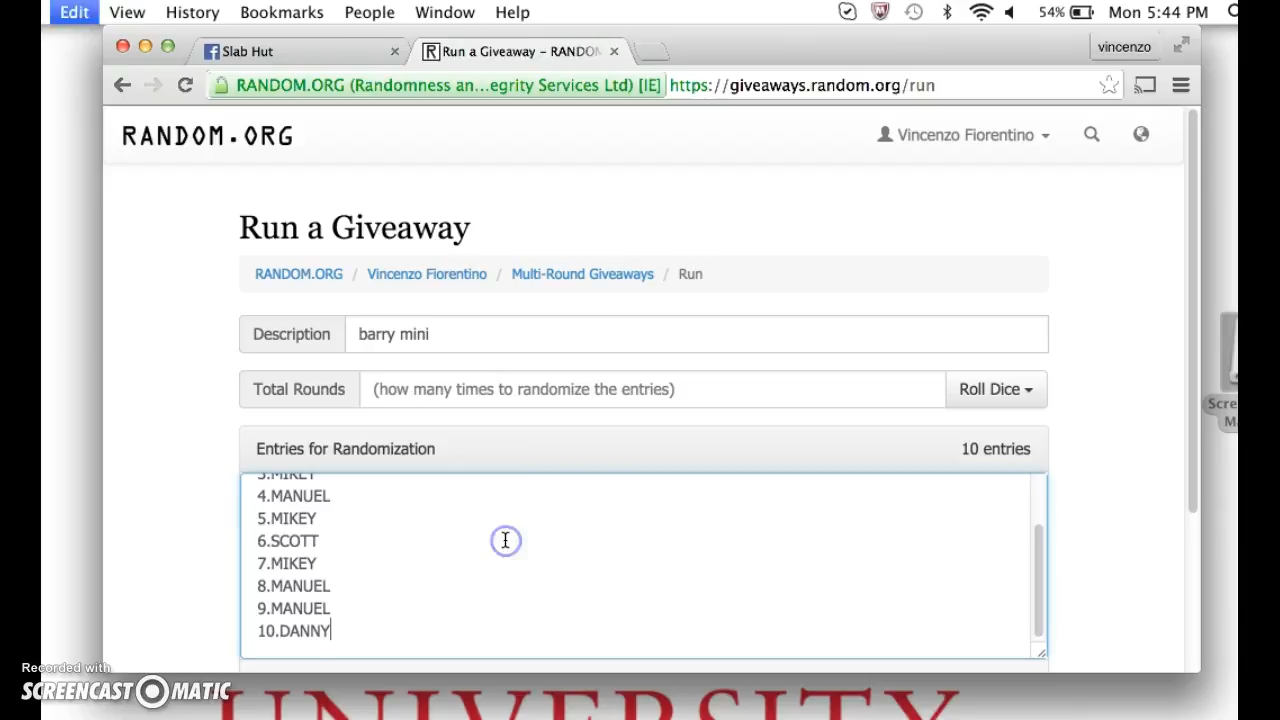 Edit View History Bookmarks People Window Help 54% Mon 5:44 PM
Slab Hut Run a Giveaway – RANDOM vincenzo
RANDOM.ORG (Randomness an...egrity Services Ltd) [IE] https://giveaways.random.org/run
RANDOM.ORG Vincenzo Fiorentino
Run a Giveaway
RANDOM.ORG / Vincenzo Fiorentino / Multi-Round Giveaways / Run
Description barry mini
Total Rounds (how many times to randomize the entries) Roll Dice
Entries for Randomization 10 entries
3.MIKEY
4.MANUEL
5.MIKEY
6.SCOTT
7.MIKEY
8.MANUEL
9.MANUEL
10.DANNY
Scre
M
Recorded with
SCREENCAST-O-MATIC
UNIVERSITY